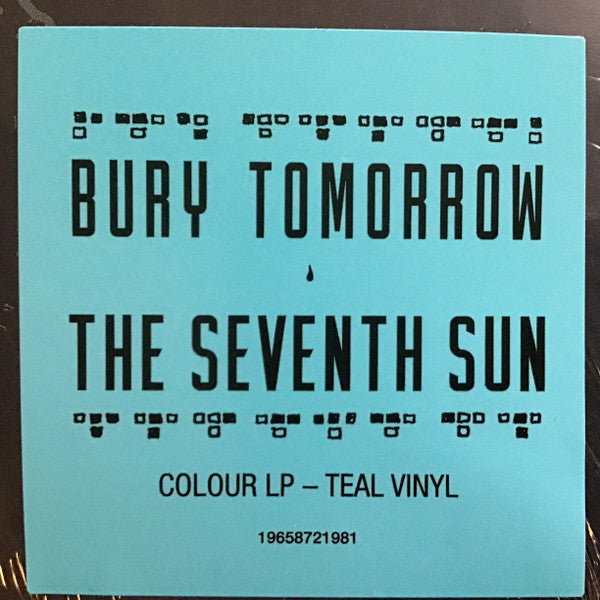 BURY TOMORROW
THE SEVENTH SUN
COLOUR LP – TEAL VINYL
19658721981